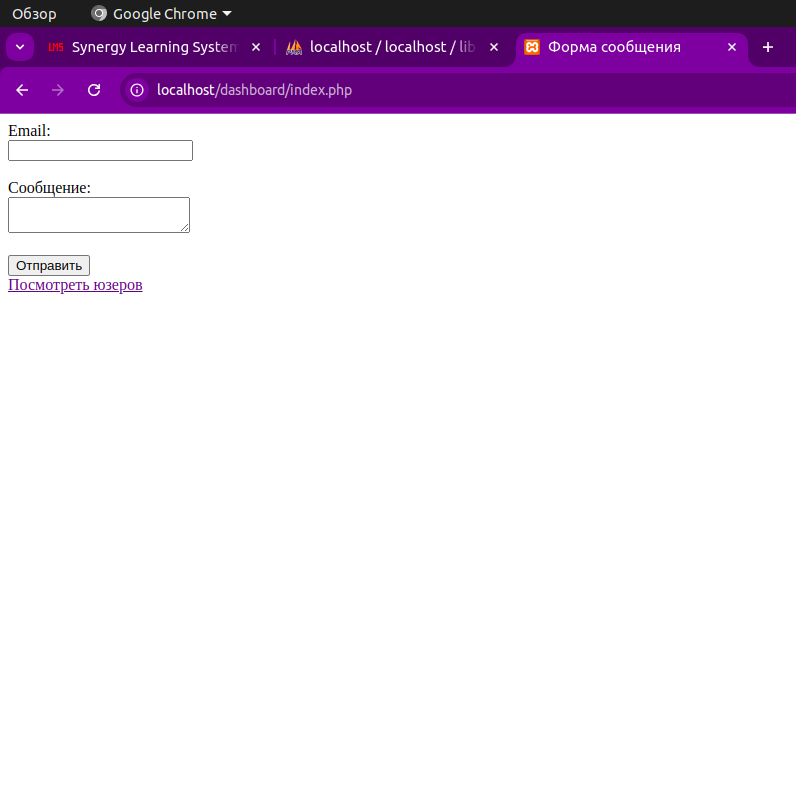 Обзор Google Chrome
LMS Synergy Learning System localhost / localhost / lib Форма сообщения
localhost/dashboard/index.php
Email:
Сообщение:
Отправить
Посмотреть юзеров